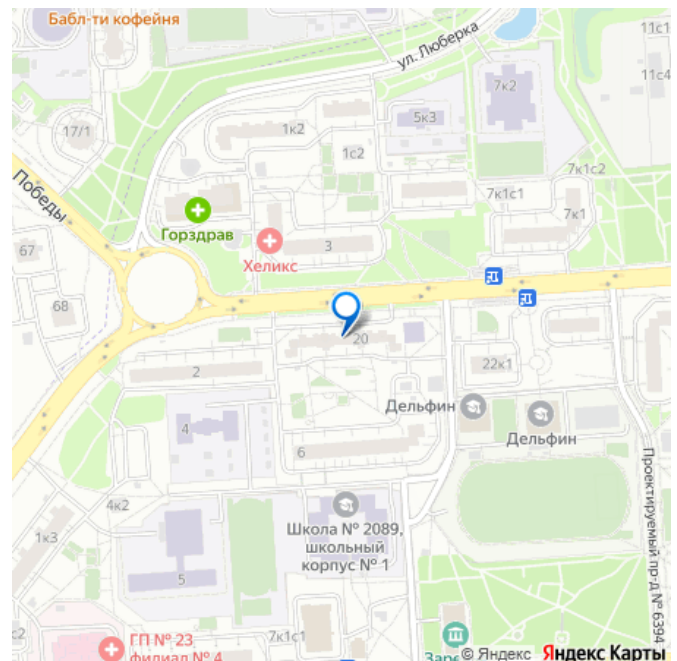 Бабл-ти кофейня
11с1
ул. Люберка
7к2
11с4
5к3
17/1
1к2
1с2
7к1с2
7к1с1
Победы
7к1
Горздрав
3
Хеликс
67
68
20
2
22к1
Дельфин
Дельфин
4
6
4к2
Школа № 2089,
школьный
корпус № 1
1к3
5
Проектируемый пр-д № 6394
7к1с1
ГП № 23
филиал № 4
Заре
© Яндекс Яндекс Карты